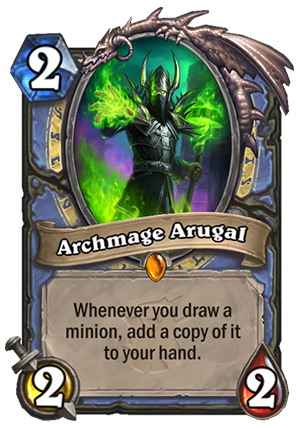 2
Archmage Arugal
Whenever you draw a
minion, add a copy of it
to your hand.
2
2